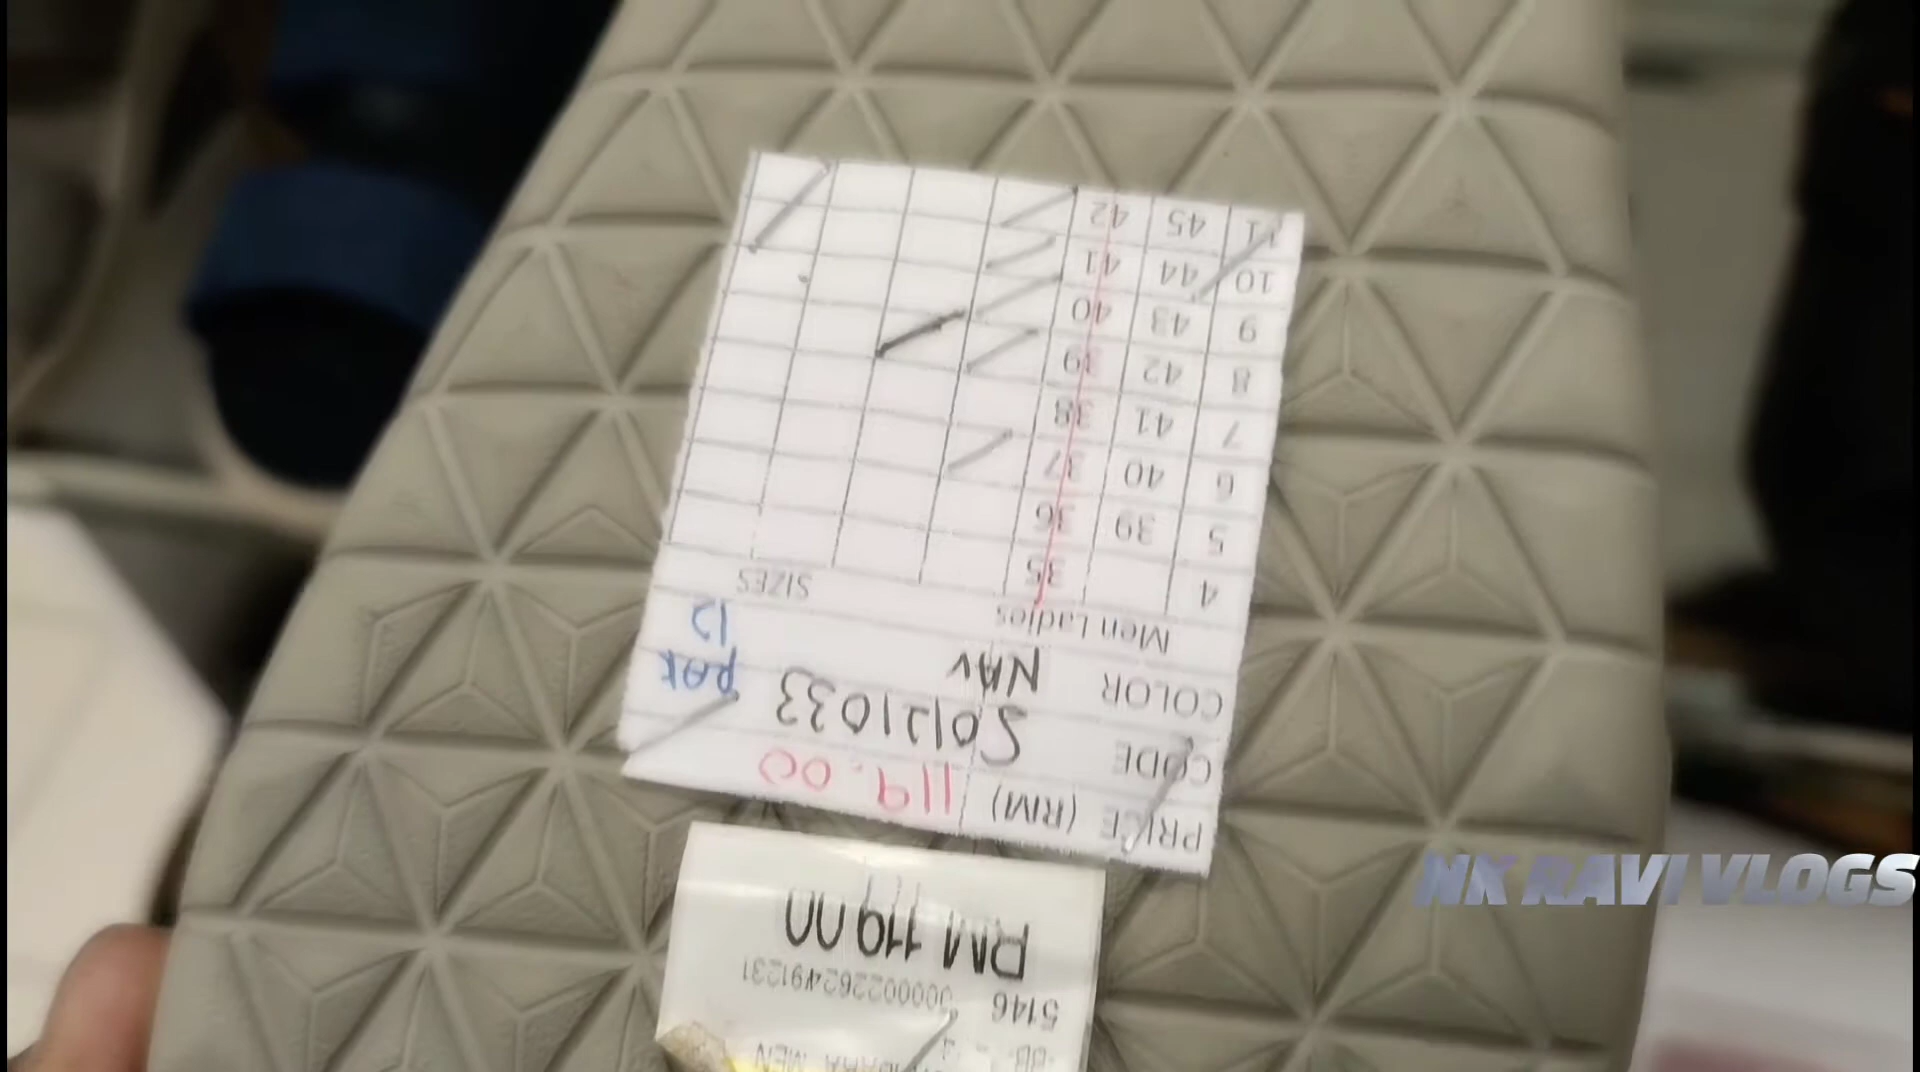 PRICE (RM) 119.00
CODE S0121033
COLOR NAV
Men Ladies SIZES
12
4 35
5 39 36
6 40 37
7 41 38
8 42 39
9 43 40
10 44 41
11 45 42
MEN
5146 000002262491231
RM 119.00
NK RAVI VLOGS